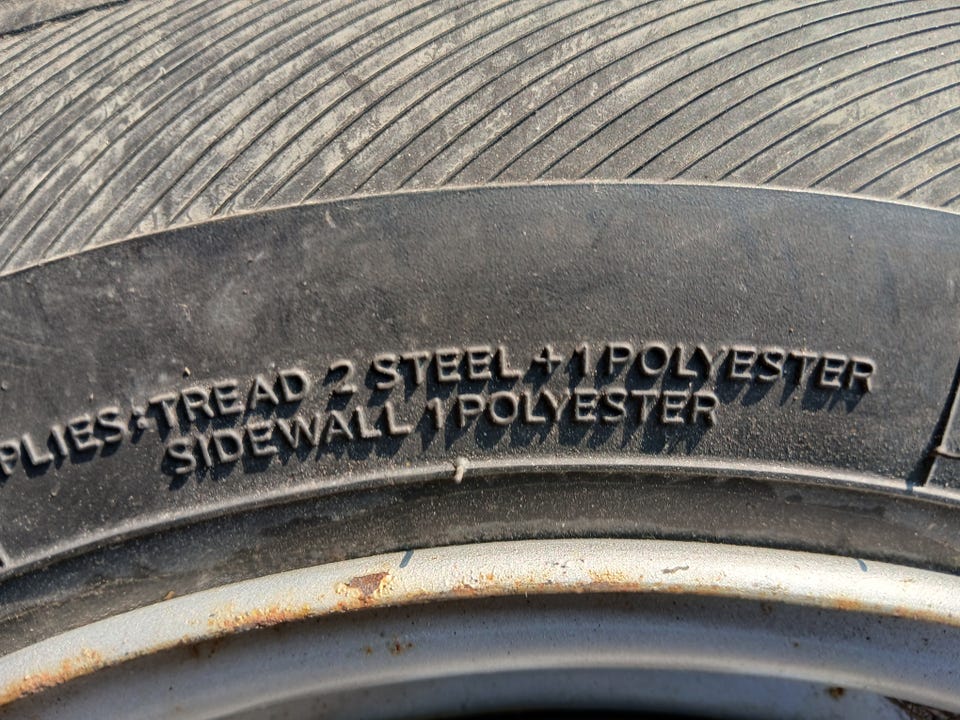 PLIES:TREAD 2 STEEL + 1 POLYESTER
SIDEWALL 1 POLYESTER